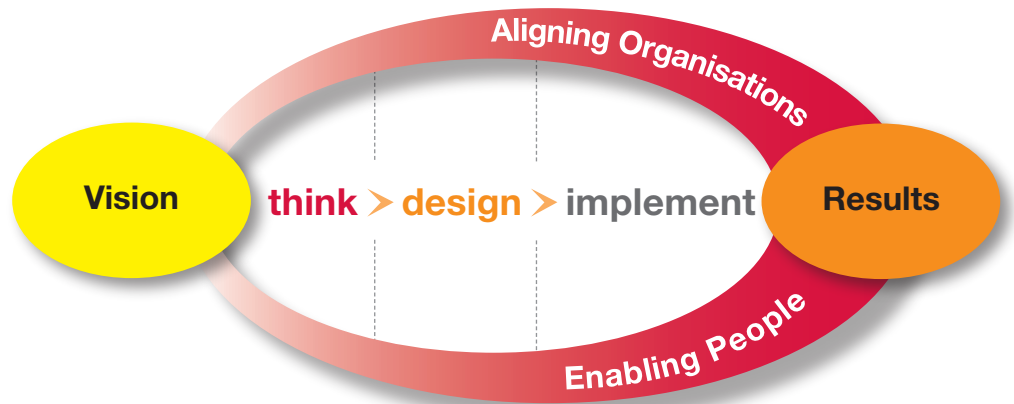 Aligning Organisations
Vision
think > design > implement
Results
Enabling People